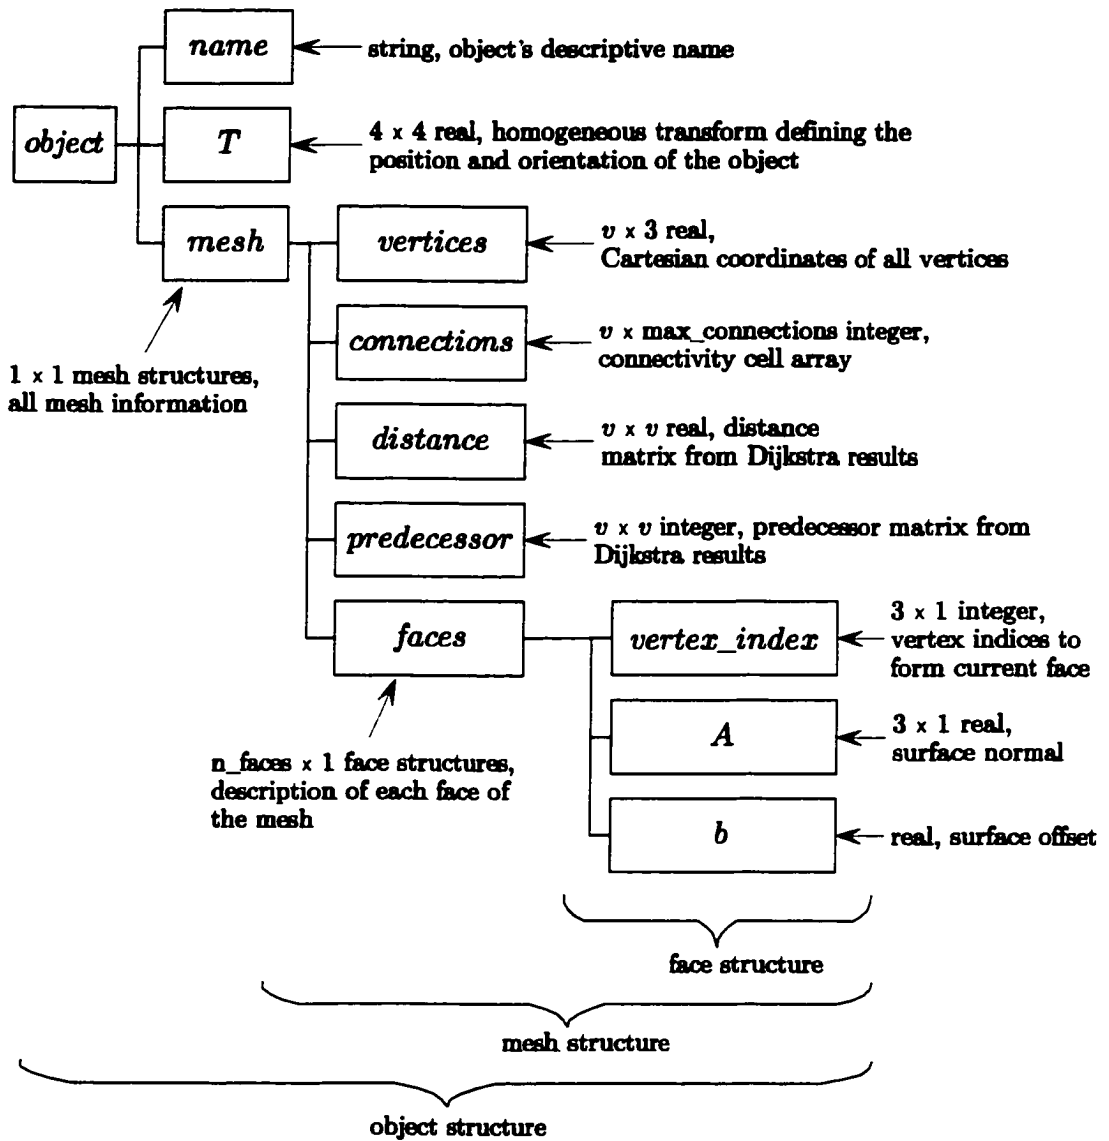 name
string, object's descriptive name
object
T
4 × 4 real, homogeneous transform defining the
position and orientation of the object
mesh
vertices
v × 3 real,
Cartesian coordinates of all vertices
1 × 1 mesh structures,
all mesh information
connections
v × max_connections integer,
connectivity cell array
distance
v × v real, distance
matrix from Dijkstra results
predecessor
v × v integer, predecessor matrix from
Dijkstra results
faces
vertex_index
3 × 1 integer,
vertex indices to
form current face
n_faces × 1 face structures,
description of each face of
the mesh
A
3 × 1 real,
surface normal
b
real, surface offset
face structure
mesh structure
object structure